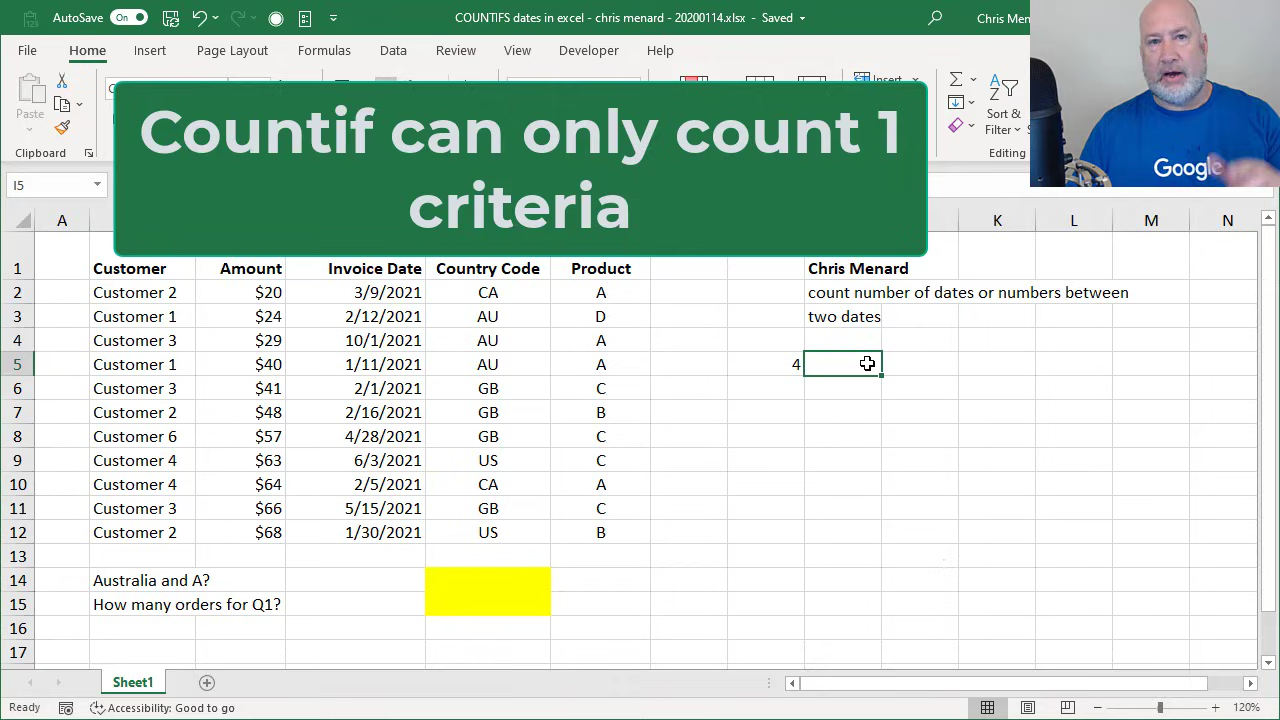 AutoSave On COUNTIFS dates in excel - chris menard - 20200114.xlsx - Saved Chris Men
File Home Insert Page Layout Formulas Data Review View Developer Help
Countif can only count 1
criteria
Google
Paste Insert Sort &
Filter
Clipboard Editing
I5
A K L M N
1 Customer Amount Invoice Date Country Code Product Chris Menard
2 Customer 2 $20 3/9/2021 CA A count number of dates or numbers between
3 Customer 1 $24 2/12/2021 AU D two dates
4 Customer 3 $29 10/1/2021 AU A
5 Customer 1 $40 1/11/2021 AU A 4
6 Customer 3 $41 2/1/2021 GB C
7 Customer 2 $48 2/16/2021 GB B
8 Customer 6 $57 4/28/2021 GB C
9 Customer 4 $63 6/3/2021 US C
10 Customer 4 $64 2/5/2021 CA A
11 Customer 3 $66 5/15/2021 GB C
12 Customer 2 $68 1/30/2021 US B
13
14 Australia and A?
15 How many orders for Q1?
16
17
Sheet1
Ready Accessibility: Good to go 120%